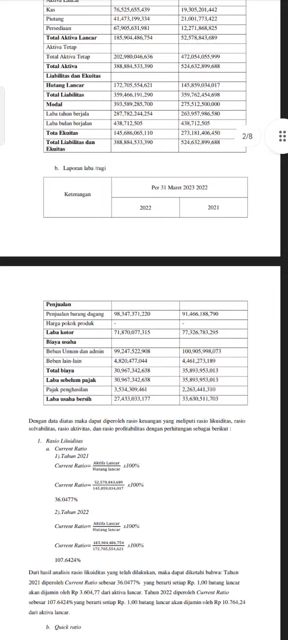 Aktiva Lancar
Kas 76,525,655,439 19,305,201,442
Piutang 41,473,199,334 21,001,773,422
Persediaan 67,905,631,981 12,271,868,825
Total Aktiva Lancar 185,904,486,754 52,578,843,689
Aktiva Tetap
Total Aktiva Tetap 202,980,046,636 472,054,055,999
Total Aktiva 388,884,533,390 524,632,899,688
Liabilitas dan Ekuitas
Hutang Lancar 172,705,554,621 145,859,034,017
Total Liabilitas 359,466,191,290 359,762,454,698
Modal 393,589,285,700 275,512,500,000
Laba tahun berjala 287,782,244,254 263,957,986,580
Laba bulan berjalan 438,712,505 438,712,505
Tota Ekuitas 145,686,065,110 273,181,406,450
Total Liabilitas dan Ekuitas 388,884,533,390 524,632,899,688
2/8
b. Laporan laba /rugi
Keterangan
Per 31 Maret 2023 2022
2022 2021
Penjualan
Penjualan barang dagang 98,347,371,220 91,466,188,790
Harga pokok produk - -
Laba kotor 71,870,077,315 77,326,783,295
Biaya usaha
Beban Umum dan admin 99,247,522,908 100,905,998,073
Beban lain lain 4,820,477,044 4,461,273,189
Total biaya 30,967,342,638 35,893,953,013
Laba sebelum pajak 30,967,342,638 35,893,953,013
Pajak penghasilan 3,534,309,461 2,263,441,310
Laba usaha bersih 27,433,033,177 33,630,511,703
Dengan data diatas maka dapat diperoleh rasio keuangan yang meliputi rasio likuiditas, rasio
solvabilitas, rasio aktivitas, dan rasio profitabilitas dengan perhitungan sebagai berikut :
1. Rasio Likuiditas
a. Current Ratio
1).Tahun 2021
Current Ratio= Aktifa Lancar / Hutang lancar x100%
Current Ratio= 52,578,843,689 / 145,859,034,017 x100%
36.0477%
2).Tahun 2022
Current Ratio= Aktifa Lancar / Hutang lancar x100%
Current Ratio= 185,904,486,754 / 172,705,554,621 x100%
107.6424%
Dari hasil analisis rasio likuiditas yang telah dilakukan, maka dapat diketahui bahwa: Tahun
2021 diperoleh Current Ratio sebesar 36.0477% yang berarti setiap Rp. 1,00 hutang lancar
akan dijamin oleh Rp 3.604,77 dari aktiva lancar. Tahun 2022 diperoleh Current Ratio
sebesar 107.6424% yang berarti setiap Rp. 1,00 hutang lancar akan dijamin oleh Rp 10.764,24
dari aktiva lancar.
b. Quick ratio